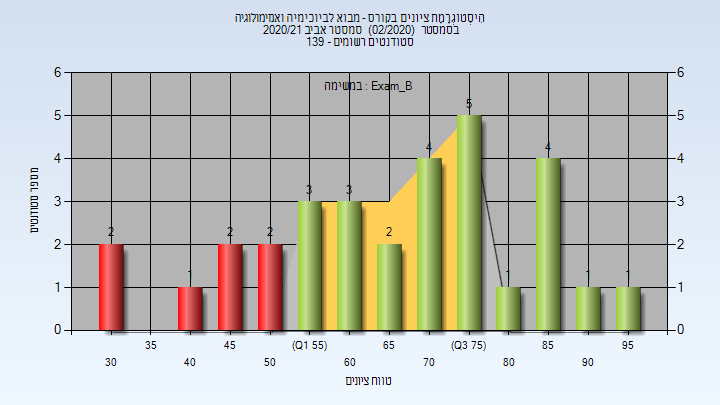 היסטוגרמת ציונים בקורס - מבוא לביוכימיה ואנזימולוגיה
בסמסטר (02/2020) סמסטר אביב 2020/21
סטודנטים רשומים - 139
במשימה : Exam_B
מספר סטודנטים
6 6
5 5
4 4
3 3
2 2
1 1
0 0
2 1 2 2 3 3 2 4 5 1 4 1 1
35 45 (Q1 55) 65 (Q3 75) 85 95
30 40 50 60 70 80 90
טווח ציונים